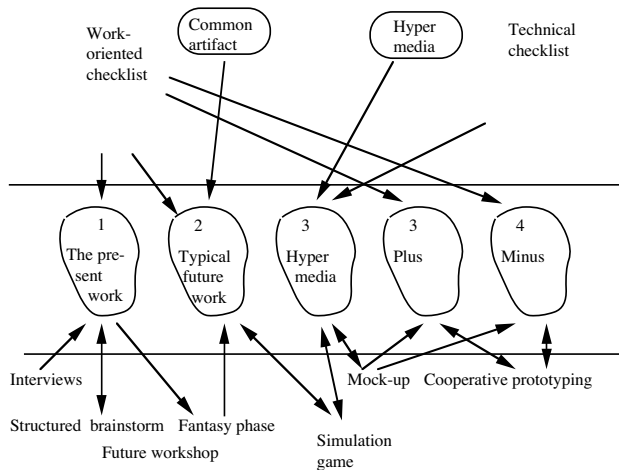 Work-
oriented
checklist
Common
artifact
Hyper
media
Technical
checklist
1
The pre-
sent
work
2
Typical
future
work
3
Hyper
media
3
Plus
4
Minus
Interviews
Mock-up
Cooperative prototyping
Structured brainstorm
Fantasy phase
Future workshop
Simulation
game